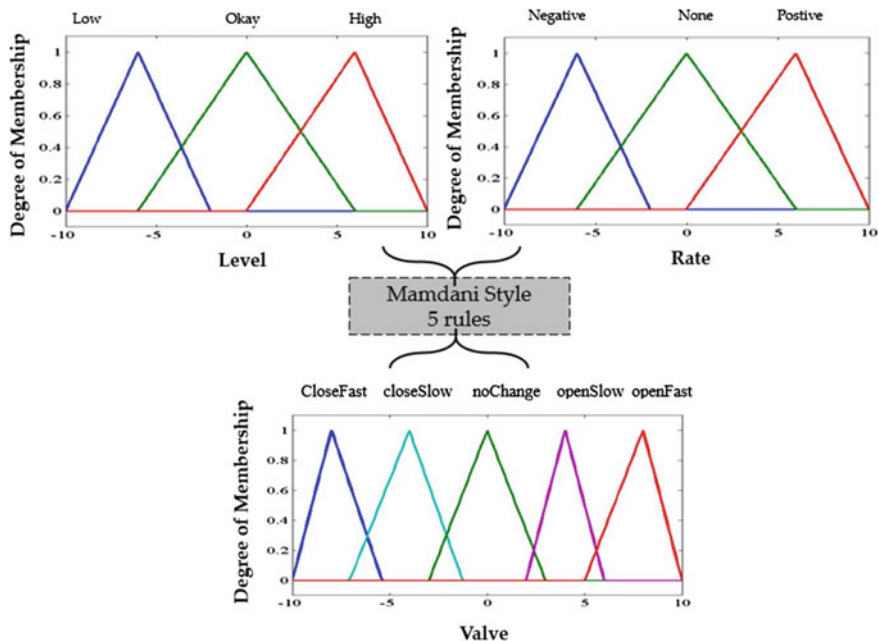 Low Okay High
Degree of Membership
1
0.8
0.6
0.4
0.2
0
-10 -5 0 5 10
Level
Negative None Postive
Degree of Membership
1
0.8
0.6
0.4
0.2
0
-10 -5 0 5 10
Rate
Mamdani Style
5 rules
CloseFast closeSlow noChange openSlow openFast
Degree of Membership
1
0.8
0.6
0.4
0.2
0
-10 -5 0 5 10
Valve